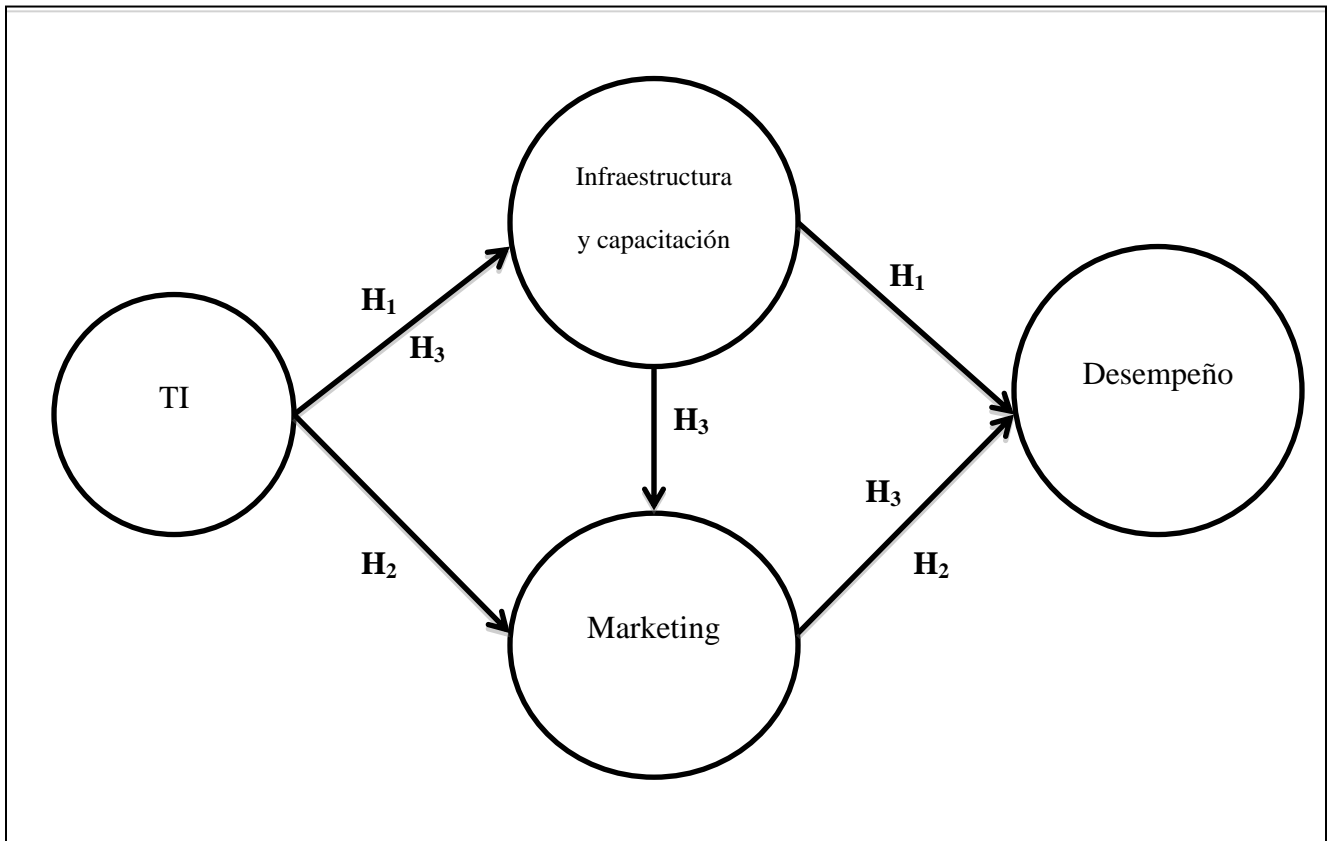 Infraestructura
y capacitación
H₁
H₁
H₃
Desempeño
TI
H₃
H₃
H₂
H₂
Marketing